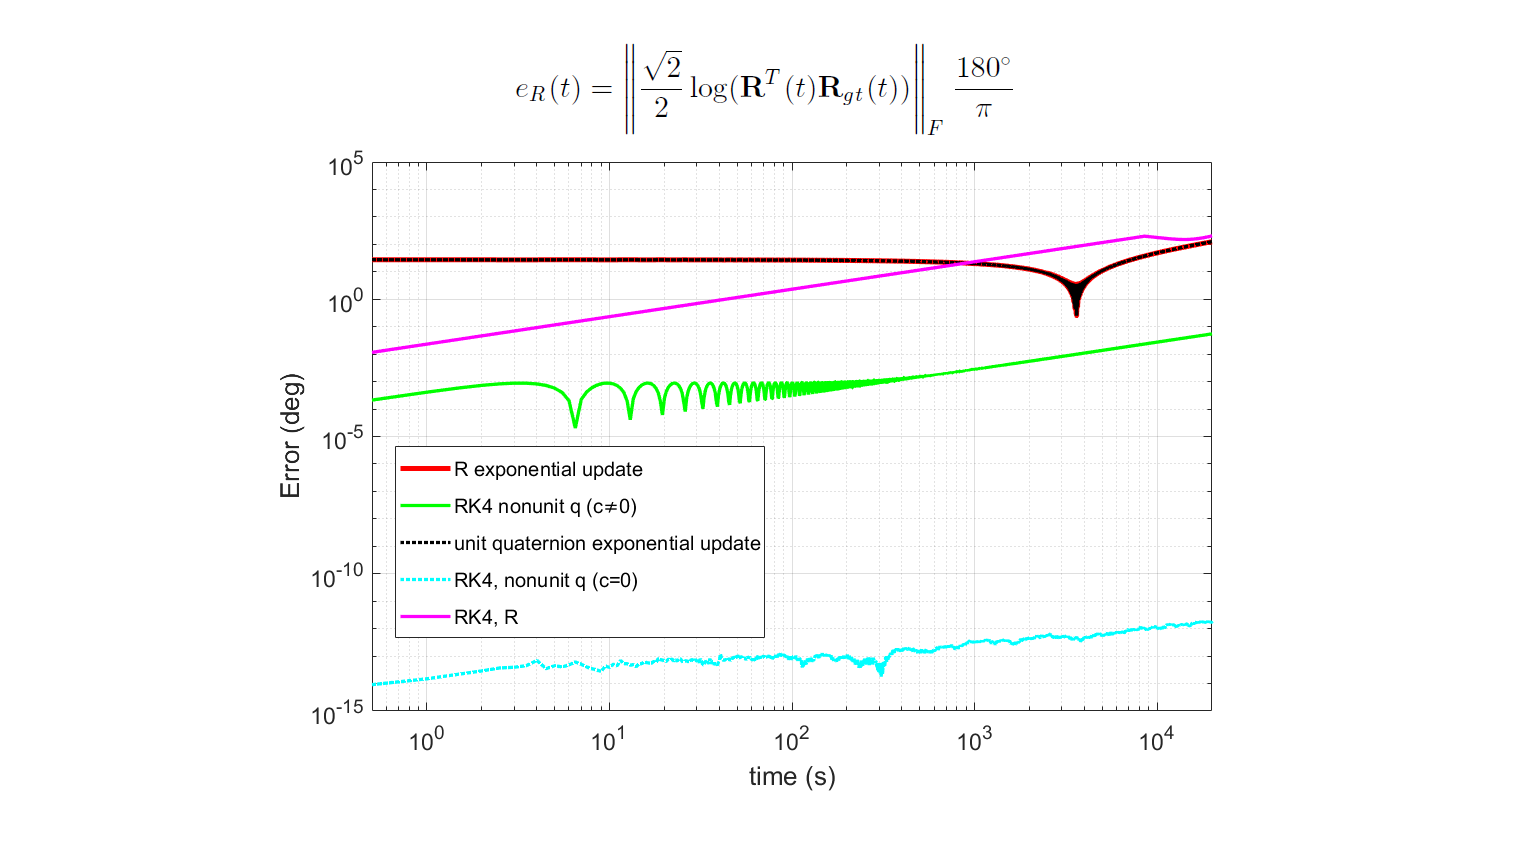 e_R(t) = ‖ √2/2 log(R^T(t)R_gt(t)) ‖_F 180°/π
10^5
10^0
10^-5
10^-10
10^-15
Error (deg)
R exponential update
RK4 nonunit q (c≠0)
unit quaternion exponential update
RK4, nonunit q (c=0)
RK4, R
10^0 10^1 10^2 10^3 10^4
time (s)